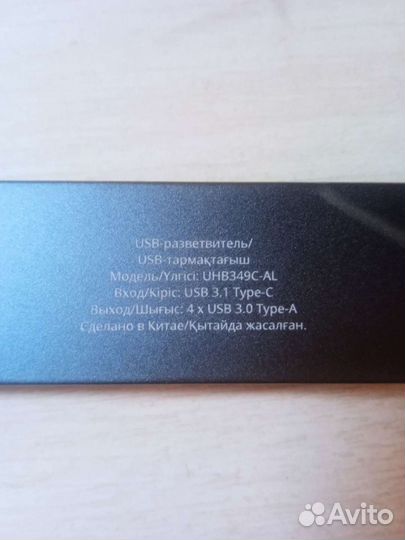 USB-разветвитель/
USB-тармақтағыш
Модель/Үлгісі: UHB349C-AL
Вход/Кіріс: USB 3.1 Type-C
Выход/Шығыс: 4 x USB 3.0 Type-A
Сделано в Китае/Қытайда жасалған.
Avito